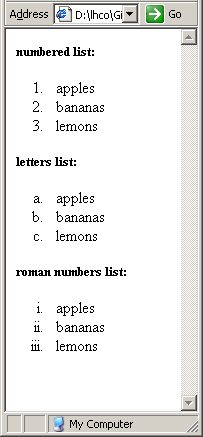 Address D:\lhco\Gi Go
numbered list:
1. apples
2. bananas
3. lemons
letters list:
a. apples
b. bananas
c. lemons
roman numbers list:
i. apples
ii. bananas
iii. lemons
My Computer